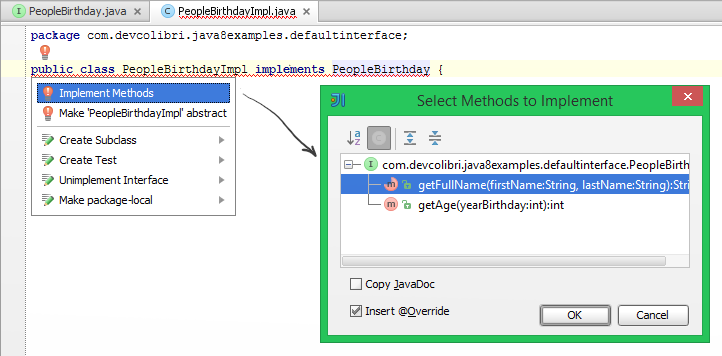 PeopleBirthday.java
PeopleBirthdayImpl.java
package com.devcolibri.java8examples.defaultinterface;
public class PeopleBirthdayImpl implements PeopleBirthday {
Implement Methods
Make 'PeopleBirthdayImpl' abstract
Create Subclass
Create Test
Unimplement Interface
Make package-local
Select Methods to Implement
com.devcolibri.java8examples.defaultinterface.PeopleBirth
getFullName(firstName:String, lastName:String):Stri
getAge(yearBirthday:int):int
Copy JavaDoc
Insert @Override
OK
Cancel